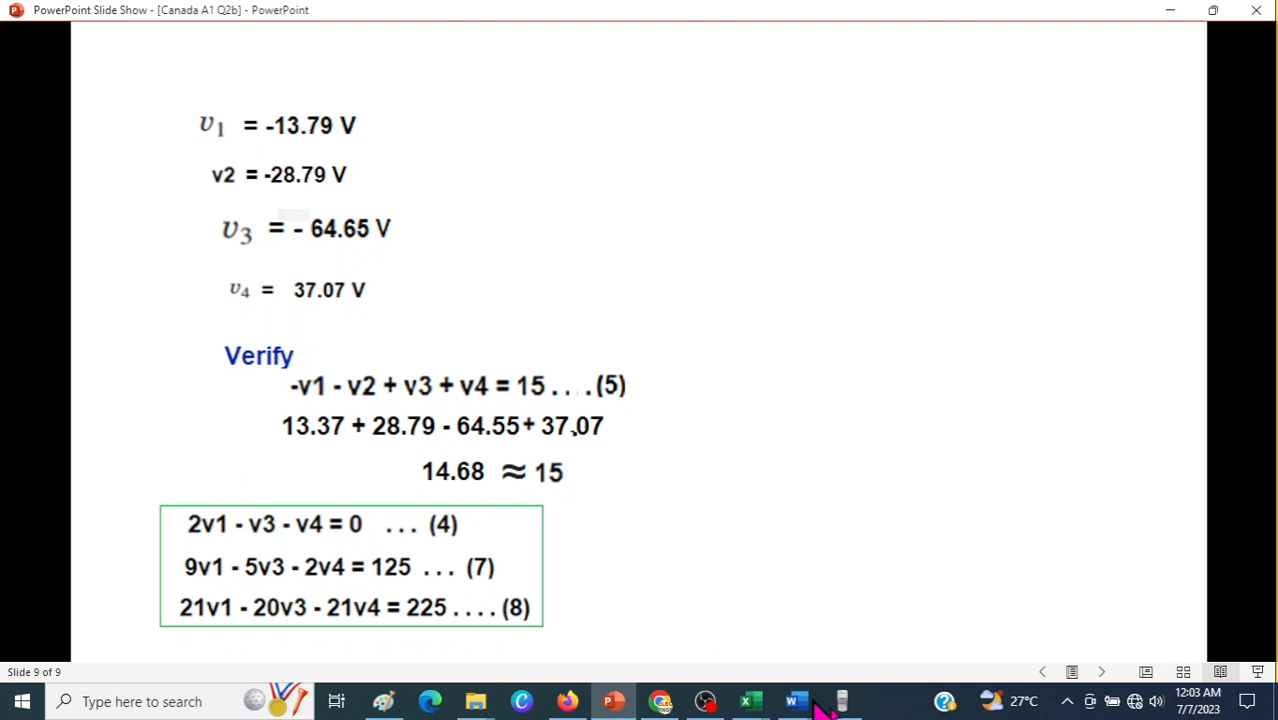 PowerPoint Slide Show - [Canada A1 Q2b] - PowerPoint
v1 = -13.79 V
v2 = -28.79 V
v3 = - 64.65 V
v4 = 37.07 V
Verify
-v1 - v2 + v3 + v4 = 15 . . . . (5)
13.37 + 28.79 - 64.55 + 37.07
14.68 ≈ 15
2v1 - v3 - v4 = 0 . . . (4)
9v1 - 5v3 - 2v4 = 125 . . . (7)
21v1 - 20v3 - 21v4 = 225 . . . . (8)
Slide 9 of 9
Type here to search
27°C
12:03 AM
7/7/2023